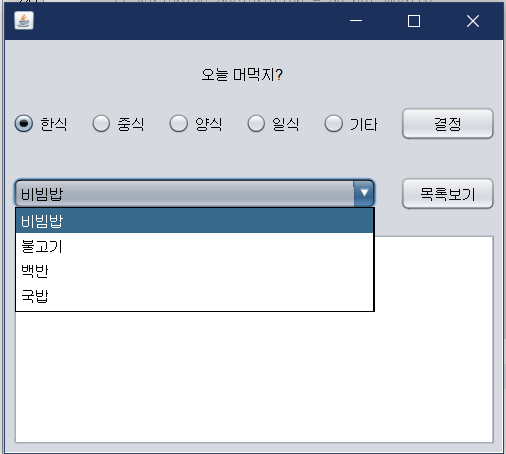 오늘 머먹지?
한식 중식 양식 일식 기타 결정
비빔밥 목록보기
비빔밥
불고기
백반
국밥